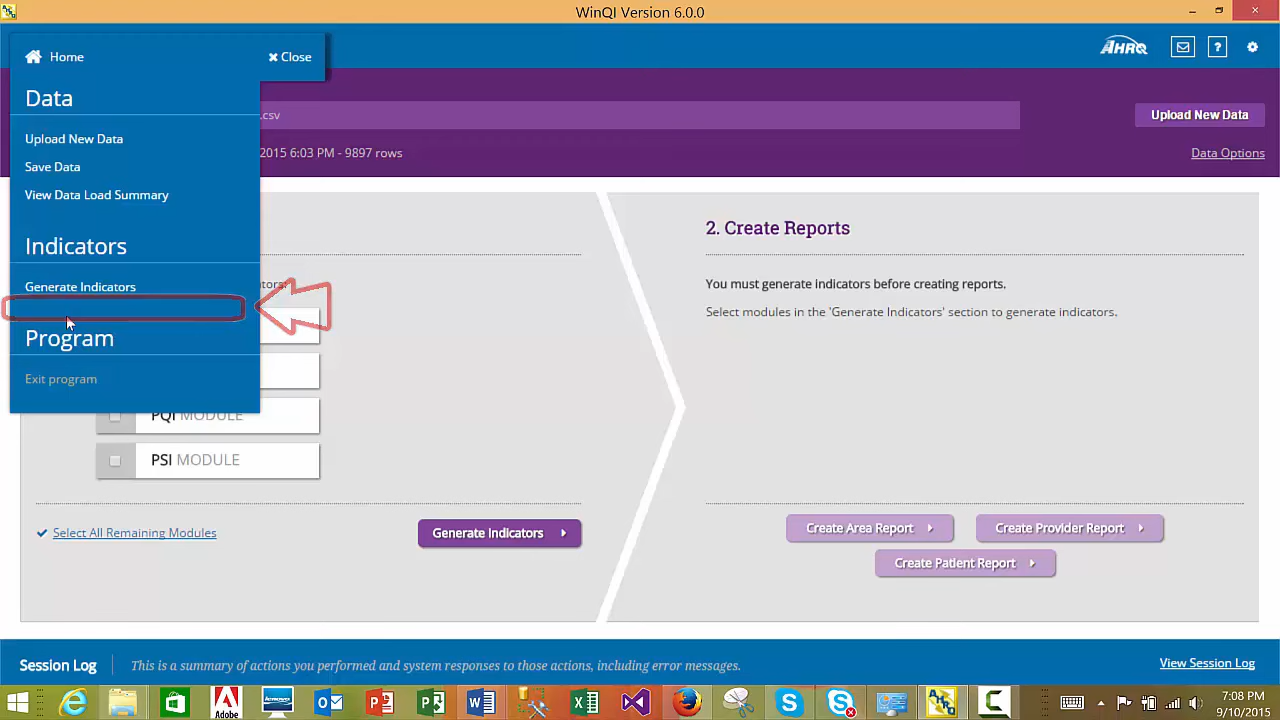 WinQI Version 6.0.0
Home
Close
AHRQ
?
Data
.csv
Upload New Data
Upload New Data
2015 6:03 PM - 9897 rows
Data Options
Save Data
View Data Load Summary
Indicators
2. Create Reports
Generate Indicators
You must generate indicators before creating reports.
Select modules in the 'Generate Indicators' section to generate indicators.
Program
Exit program
PQI MODULE
PSI MODULE
Select All Remaining Modules
Generate Indicators
Create Area Report
Create Provider Report
Create Patient Report
Session Log
This is a summary of actions you performed and system responses to those actions, including error messages.
View Session Log
Adobe
7:08 PM
9/10/2015